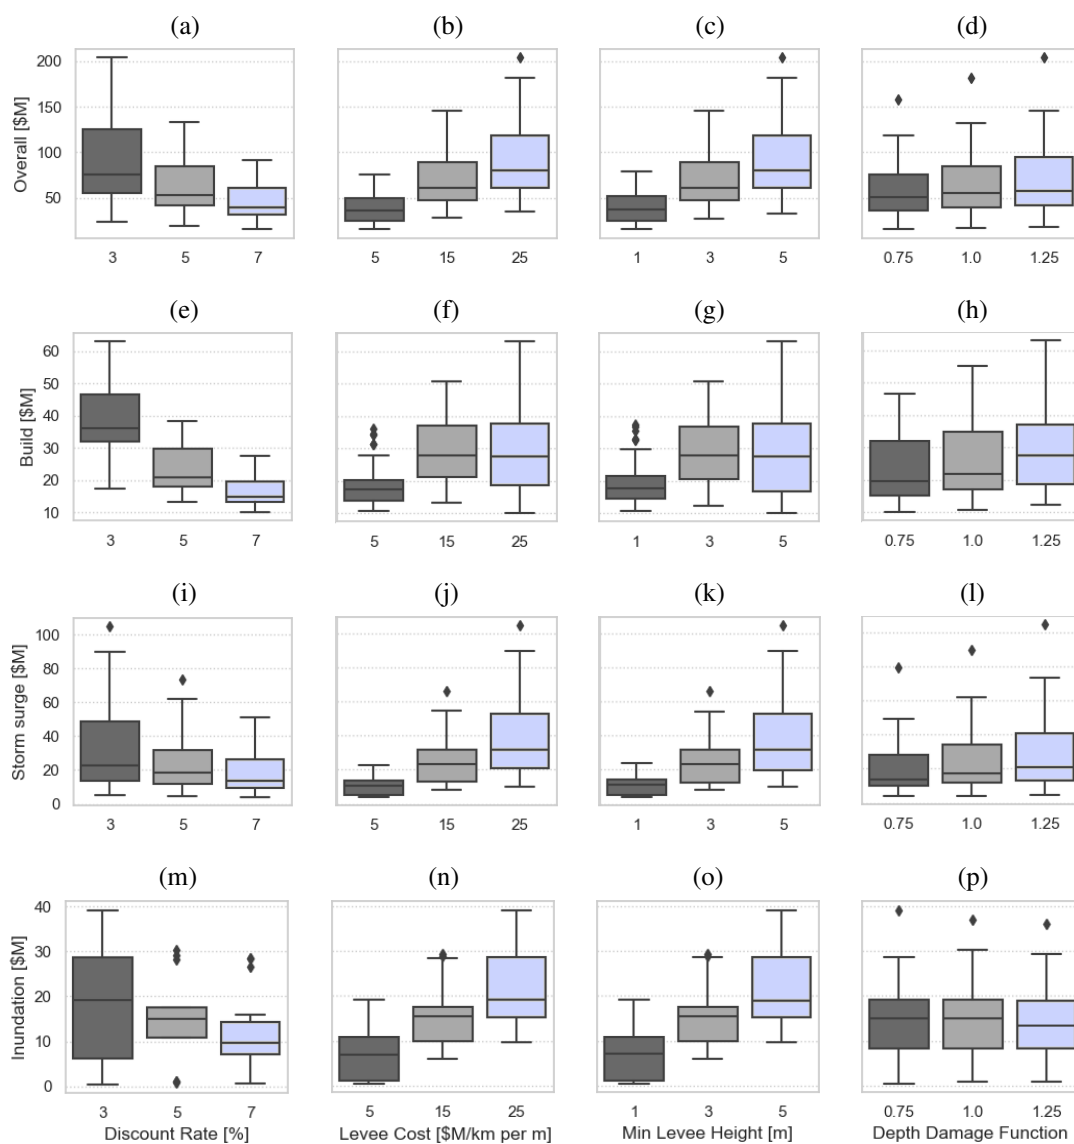 (a) (b) (c) (d)
Overall [$M]
200
150
100
50
3 5 7 5 15 25 1 3 5 0.75 1.0 1.25
(e) (f) (g) (h)
Build [$M]
60
50
40
30
20
10
3 5 7 5 15 25 1 3 5 0.75 1.0 1.25
(i) (j) (k) (l)
Storm surge [$M]
100
80
60
40
20
0
3 5 7 5 15 25 1 3 5 0.75 1.0 1.25
(m) (n) (o) (p)
Inundation [$M]
40
30
20
10
0
3 5 7 5 15 25 1 3 5 0.75 1.0 1.25
Discount Rate [%] Levee Cost [$M/km per m] Min Levee Height [m] Depth Damage Function